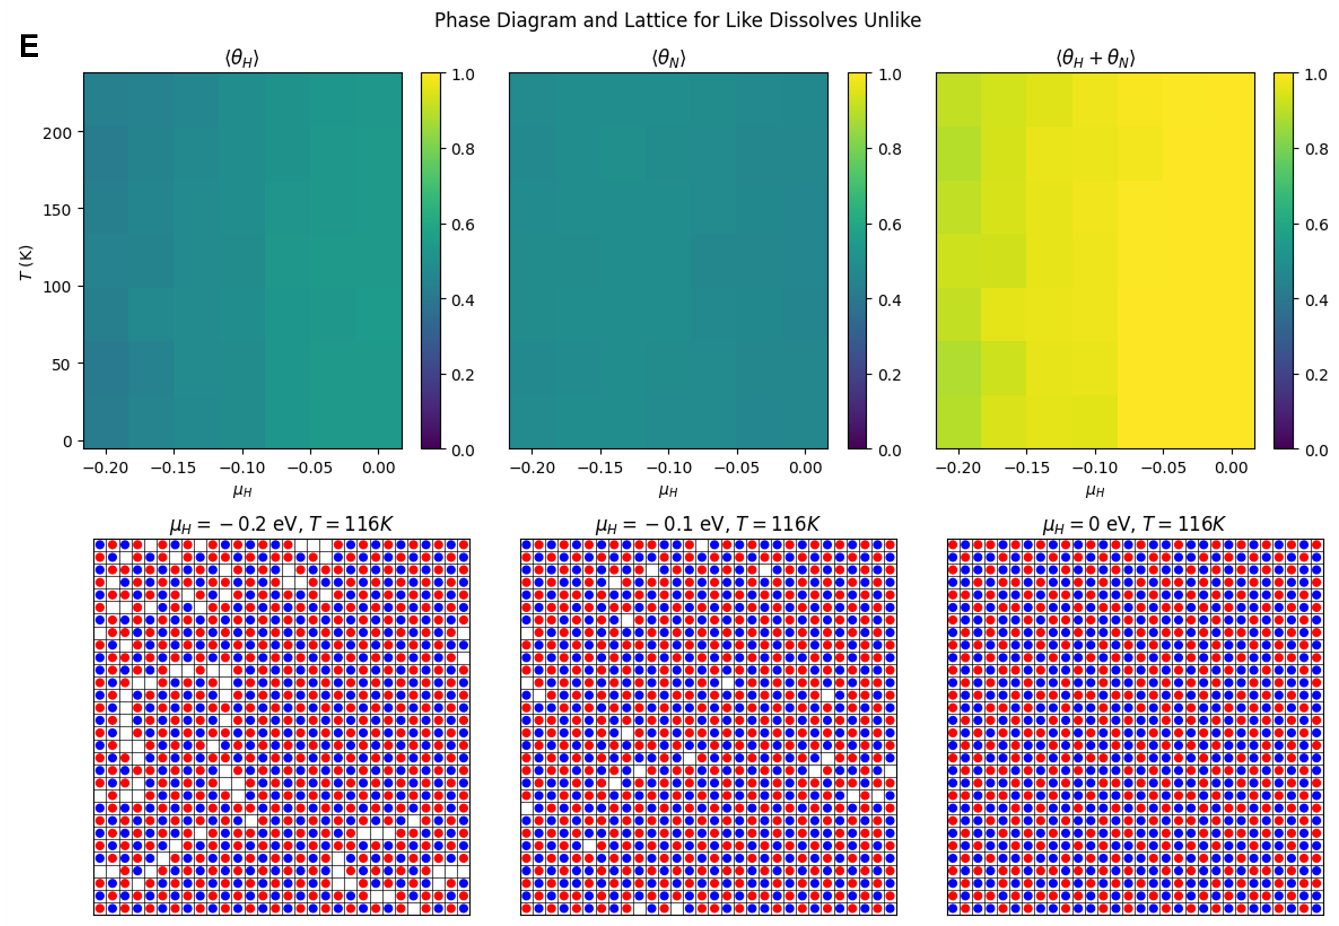 Phase Diagram and Lattice for Like Dissolves Unlike
E
⟨θ_H⟩ ⟨θ_N⟩ ⟨θ_H + θ_N⟩
T (K)
200
150
100
50
0
−0.20 −0.15 −0.10 −0.05 0.00
μ_H
1.0
0.8
0.6
0.4
0.2
0.0
−0.20 −0.15 −0.10 −0.05 0.00
μ_H
1.0
0.8
0.6
0.4
0.2
0.0
−0.20 −0.15 −0.10 −0.05 0.00
μ_H
1.0
0.8
0.6
0.4
0.2
0.0
μ_H = − 0.2 eV, T = 116K
μ_H = − 0.1 eV, T = 116K
μ_H = 0 eV, T = 116K